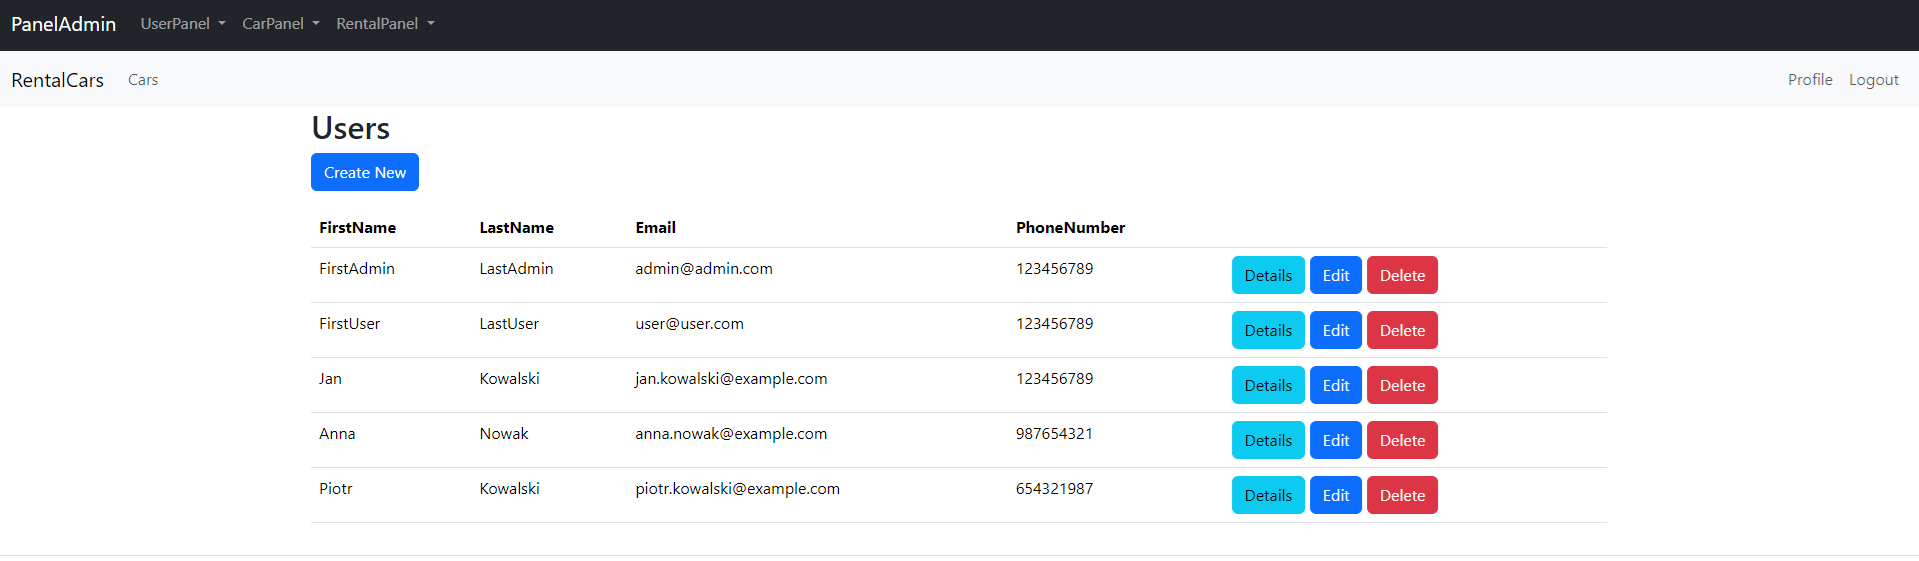 PanelAdmin UserPanel CarPanel RentalPanel
RentalCars Cars Profile Logout
Users
Create New
FirstName LastName Email PhoneNumber
FirstAdmin LastAdmin admin@admin.com 123456789 Details Edit Delete
FirstUser LastUser user@user.com 123456789 Details Edit Delete
Jan Kowalski jan.kowalski@example.com 123456789 Details Edit Delete
Anna Nowak anna.nowak@example.com 987654321 Details Edit Delete
Piotr Kowalski piotr.kowalski@example.com 654321987 Details Edit Delete